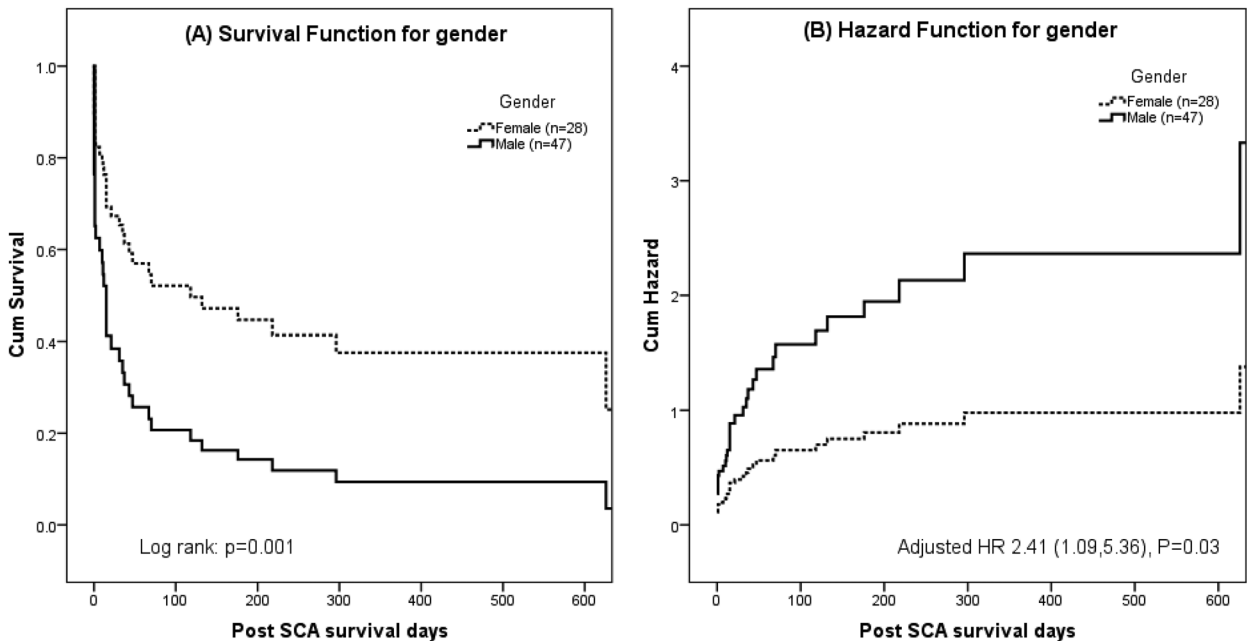 (A) Survival Function for gender
1.0
0.8
0.6
0.4
0.2
0.0
Cum Survival
Gender
Female (n=28)
Male (n=47)
Log rank: p=0.001
0 100 200 300 400 500 600
Post SCA survival days
(B) Hazard Function for gender
4
3
2
1
0
Cum Hazard
Gender
Female (n=28)
Male (n=47)
Adjusted HR 2.41 (1.09,5.36), P=0.03
0 100 200 300 400 500 600
Post SCA survival days